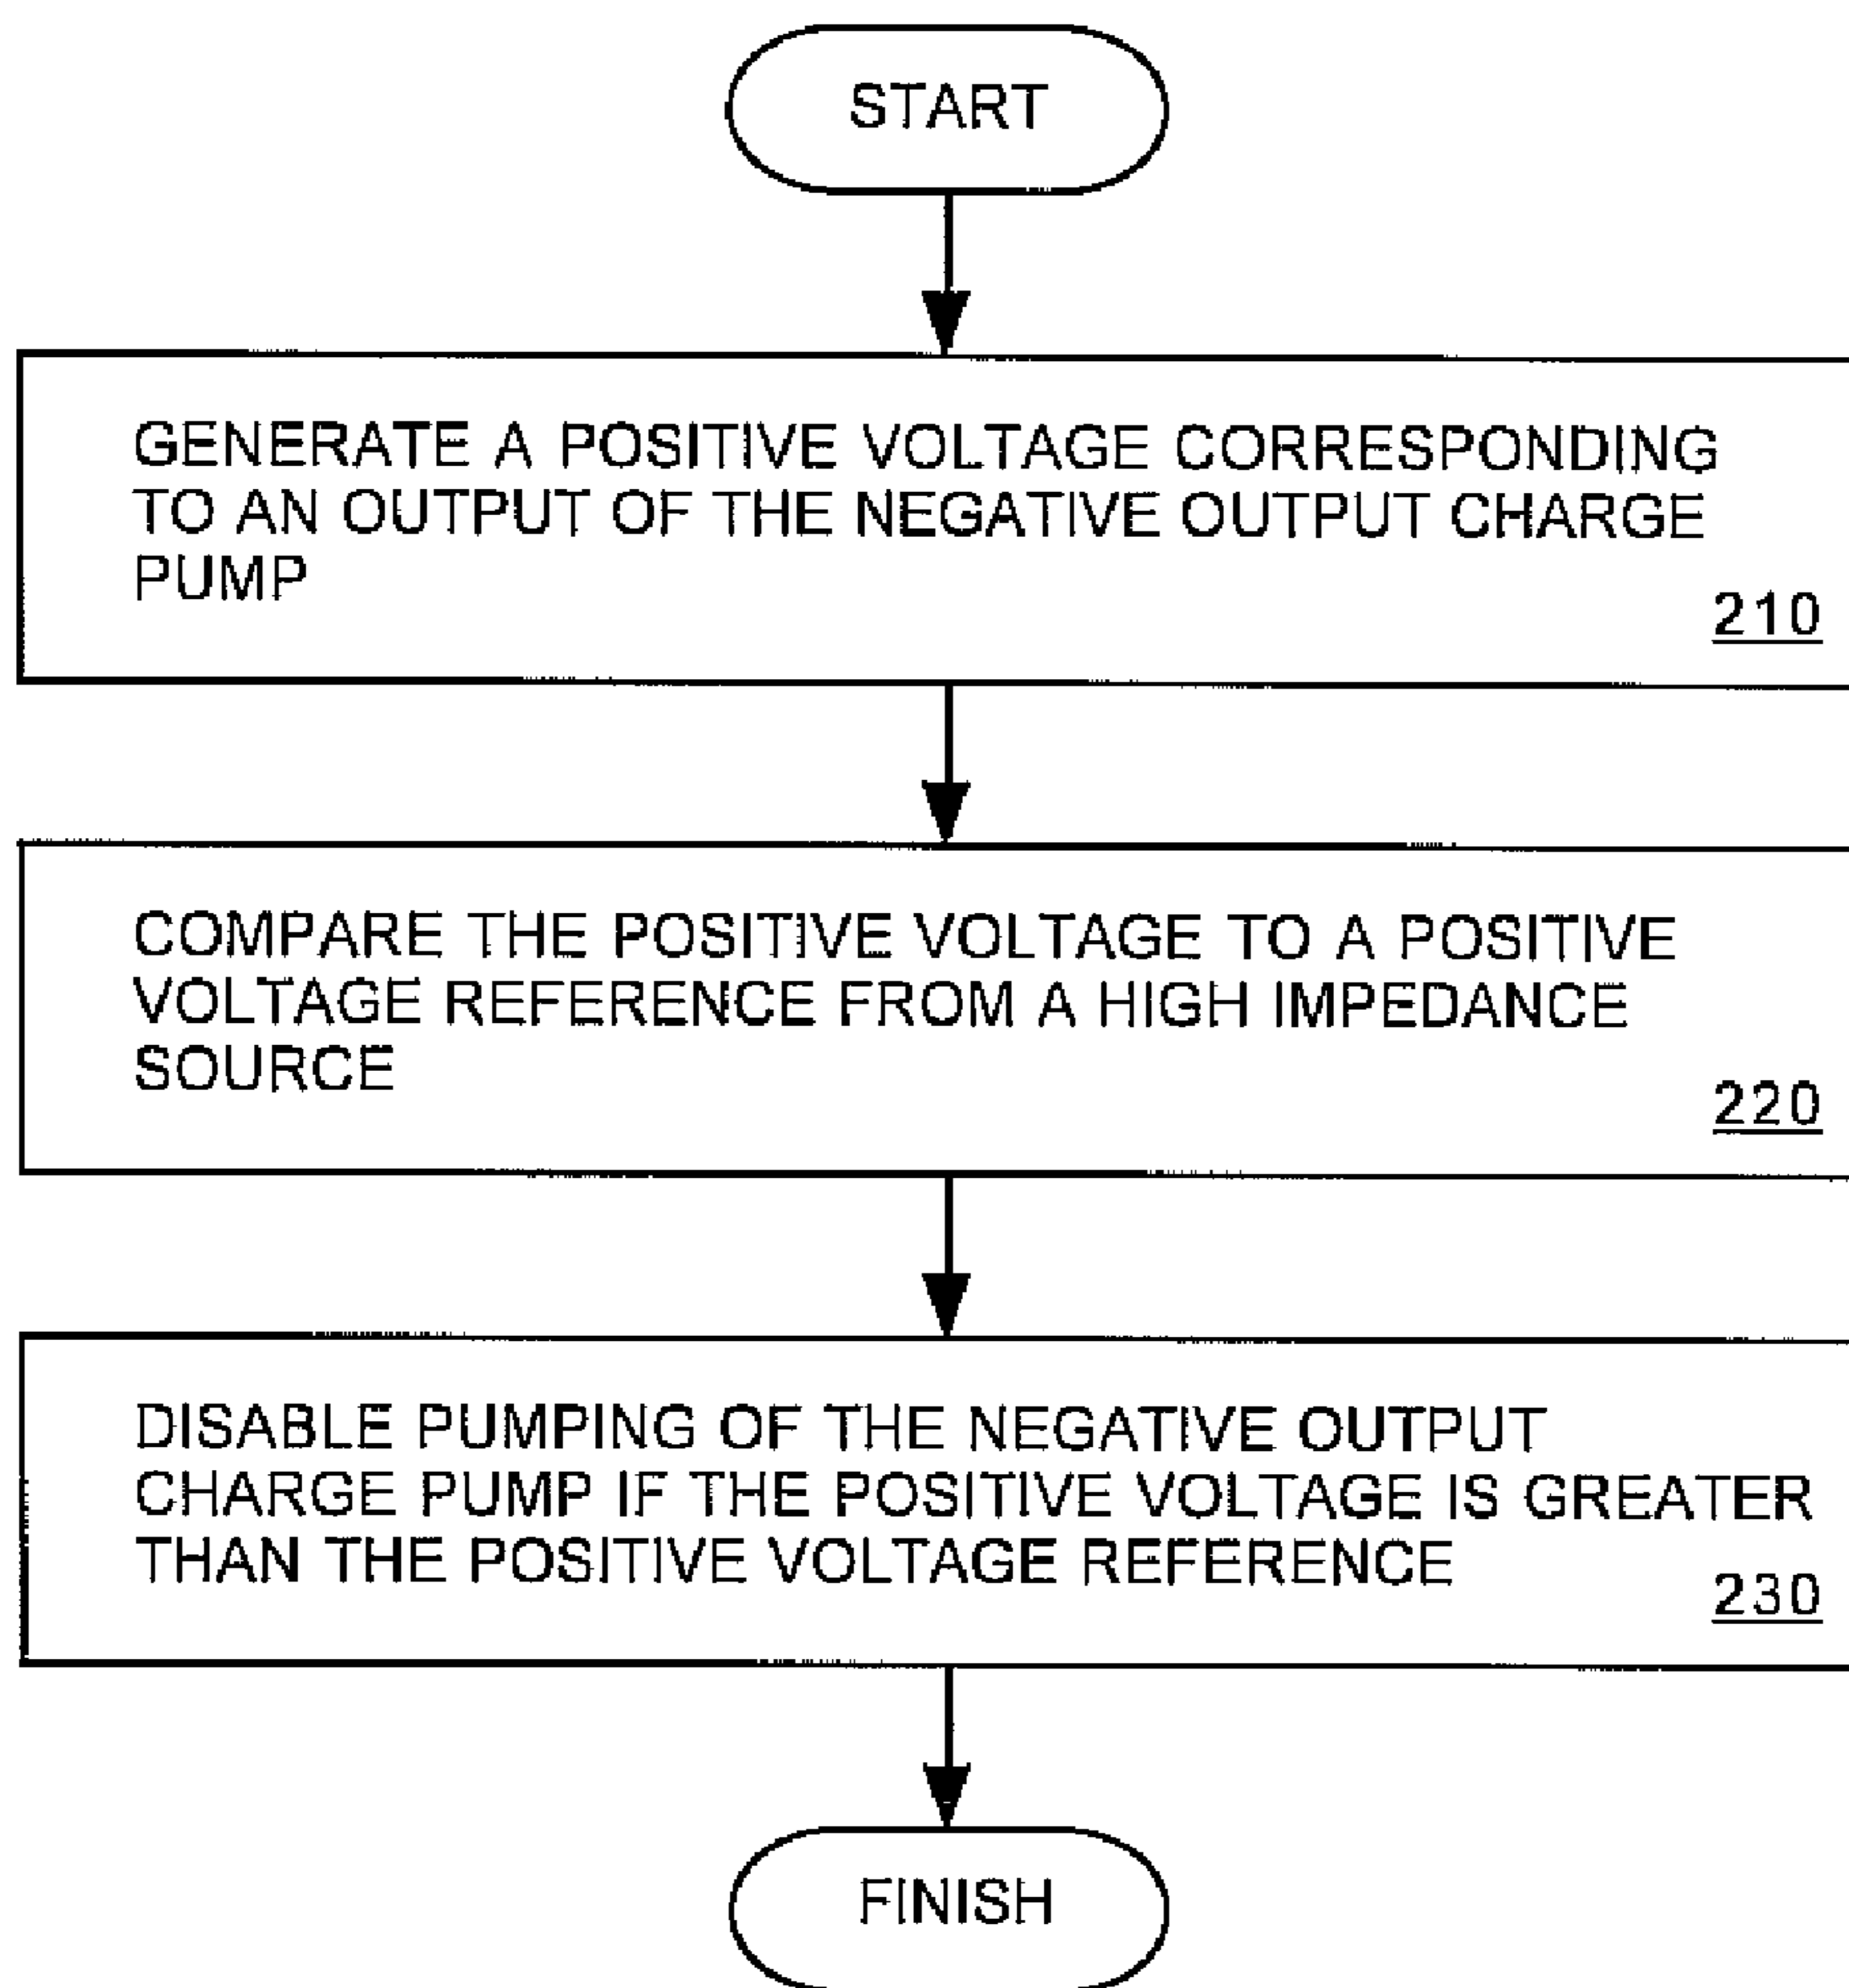 START
GENERATE A POSITIVE VOLTAGE CORRESPONDING
TO AN OUTPUT OF THE NEGATIVE OUTPUT CHARGE
PUMP
210
COMPARE THE POSITIVE VOLTAGE TO A POSITIVE
VOLTAGE REFERENCE FROM A HIGH IMPEDANCE
SOURCE
220
DISABLE PUMPING OF THE NEGATIVE OUTPUT
CHARGE PUMP IF THE POSITIVE VOLTAGE IS GREATER
THAN THE POSITIVE VOLTAGE REFERENCE
230
FINISH